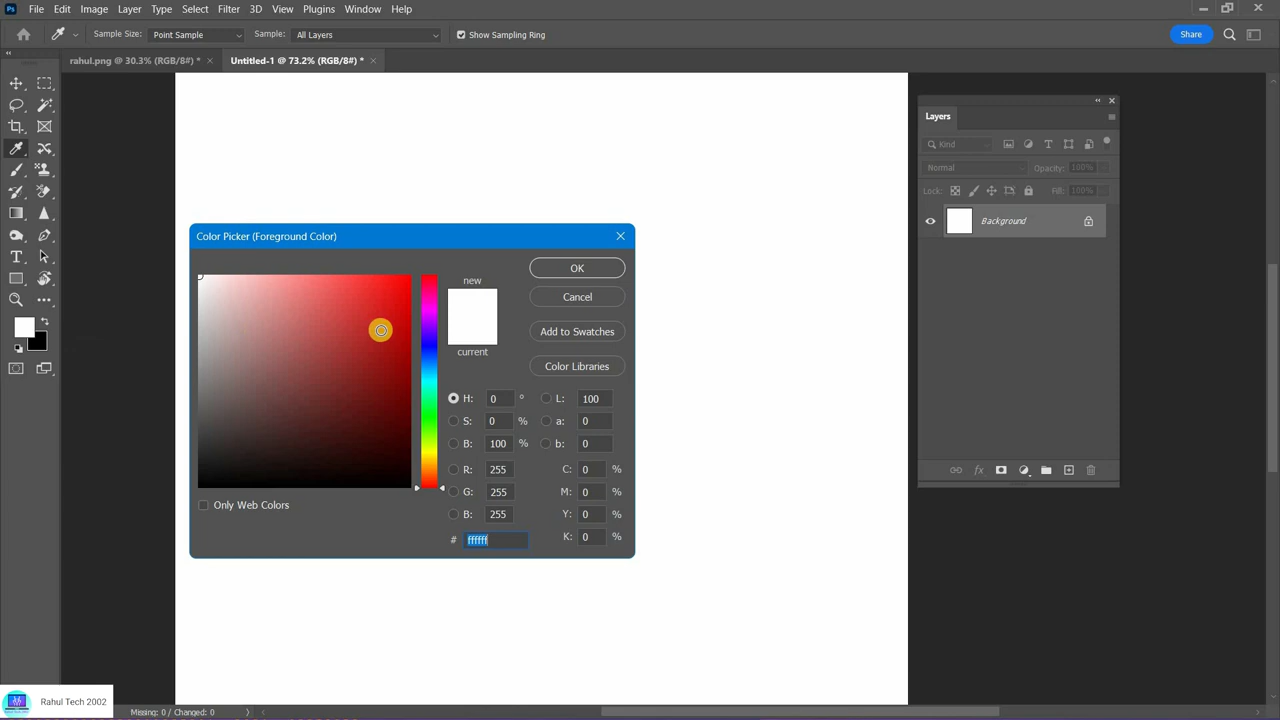 Ps File Edit Image Layer Type Select Filter 3D View Plugins Window Help
Sample Size: Point Sample Sample: All Layers Show Sampling Ring Share
rahul.png @ 30.3% (RGB/8#) * × Untitled-1 @ 73.2% (RGB/8#) * ×
Layers
Kind
Normal Opacity: 100%
Lock: Fill: 100%
Background
Color Picker (Foreground Color)
new
current
OK
Cancel
Add to Swatches
Color Libraries
H: 0 ° L: 100
S: 0 % a: 0
B: 100 % b: 0
R: 255 C: 0 %
G: 255 M: 0 %
B: 255 Y: 0 %
# ffffff K: 0 %
Only Web Colors
Rahul Tech 2002
Missing: 0 / Changed: 0